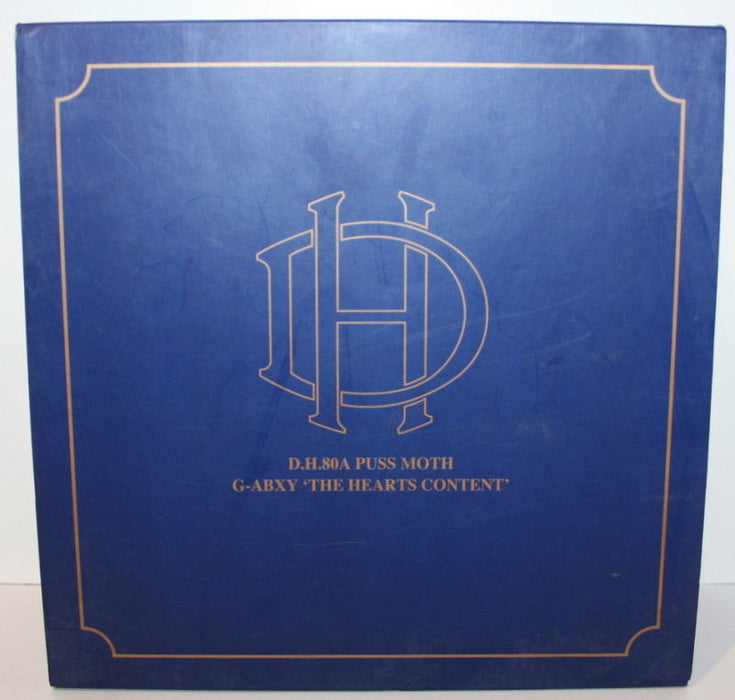 DH
D.H.80A PUSS MOTH
G-ABXY ‘THE HEARTS CONTENT’